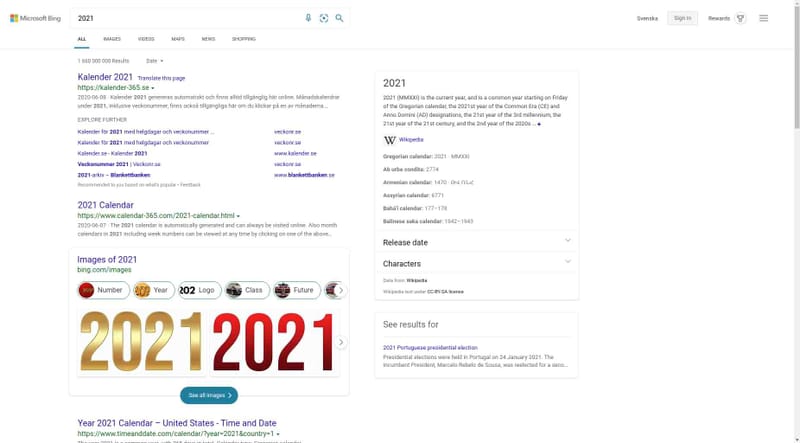 Microsoft Bing
2021
Svenska
Sign in
Rewards
ALL IMAGES VIDEOS MAPS NEWS SHOPPING
1 660 000 000 Results Date
Kalender 2021 Translate this page
https://kalender-365.se
2020-06-08 · Kalender 2021 genereras automatiskt och finns alltid tillgänglig här online. Månadskalendrar
under 2021, inklusive veckonummer, finns också tillgängliga här om du klickar på en av månaderna...
EXPLORE FURTHER
Kalender för 2021 med helgdagar och veckonummer ... veckonr.se
Kalender för 2021 med helgdagar och veckonummer veckonr.se
Kalender.se - Kalender 2021 www.kalender.se
Veckonummer 2021 | Veckonr.se veckonr.se
2021-arkiv – Blankettbanken www.blankettbanken.se
Recommended to you based on what's popular • Feedback
2021 Calendar
https://www.calendar-365.com/2021-calendar.html
2020-06-07 · The 2021 calendar is automatically generated and can always be visited online. Also month
calendars in 2021 including week numbers can be viewed at any time by clicking on one of the above...
Images of 2021
bing.com/images
Number Year Logo Class Future
2021 2021
See all images
Year 2021 Calendar – United States - Time and Date
https://www.timeanddate.com/calendar/?year=2021&country=1
2021
2021 (MMXXI) is the current year, and is a common year starting on Friday
of the Gregorian calendar, the 2021st year of the Common Era (CE) and
Anno Domini (AD) designations, the 21st year of the 3rd millennium, the
21st year of the 21st century, and the 2nd year of the 2020s ...
W Wikipedia
Gregorian calendar: 2021 · MMXXI
Ab urbe condita: 2774
Armenian calendar: 1470
Assyrian calendar: 6771
Bahá'í calendar: 177–178
Balinese saka calendar: 1942–1943
Release date
Characters
Data from: Wikipedia
Wikipedia text under CC-BY-SA license
See results for
2021 Portuguese presidential election
Presidential elections were held in Portugal on 24 January 2021. The
incumbent President, Marcelo Rebelo de Sousa, was reelected for a seco...